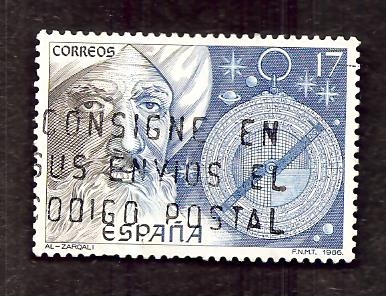 CORREOS 17
CONSIGNE EN
SUS ENVIOS EL
CODIGO POSTAL
ESPAÑA
AL-ZARQALI F.N.M.T. 1986